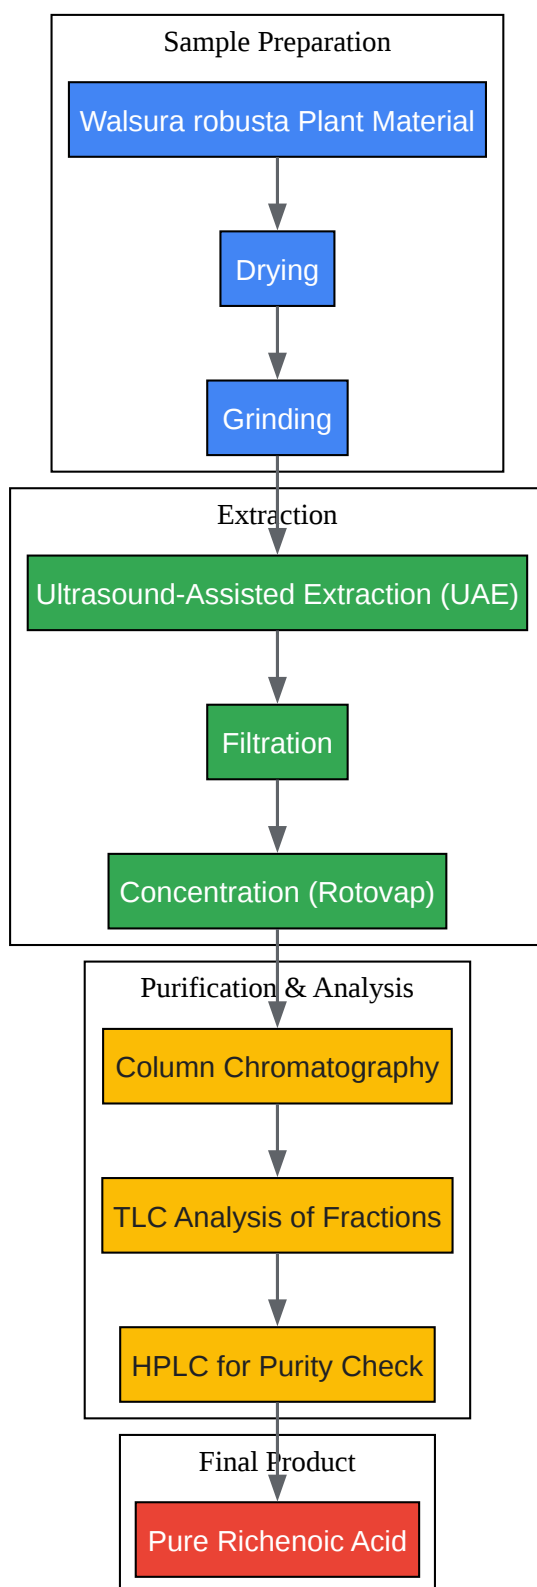 Sample Preparation
Walsura robusta Plant Material
Drying
Grinding
Extraction
Ultrasound-Assisted Extraction (UAE)
Filtration
Concentration (Rotovap)
Purification & Analysis
Column Chromatography
TLC Analysis of Fractions
HPLC for Purity Check
Final Product
Pure Richenoic Acid